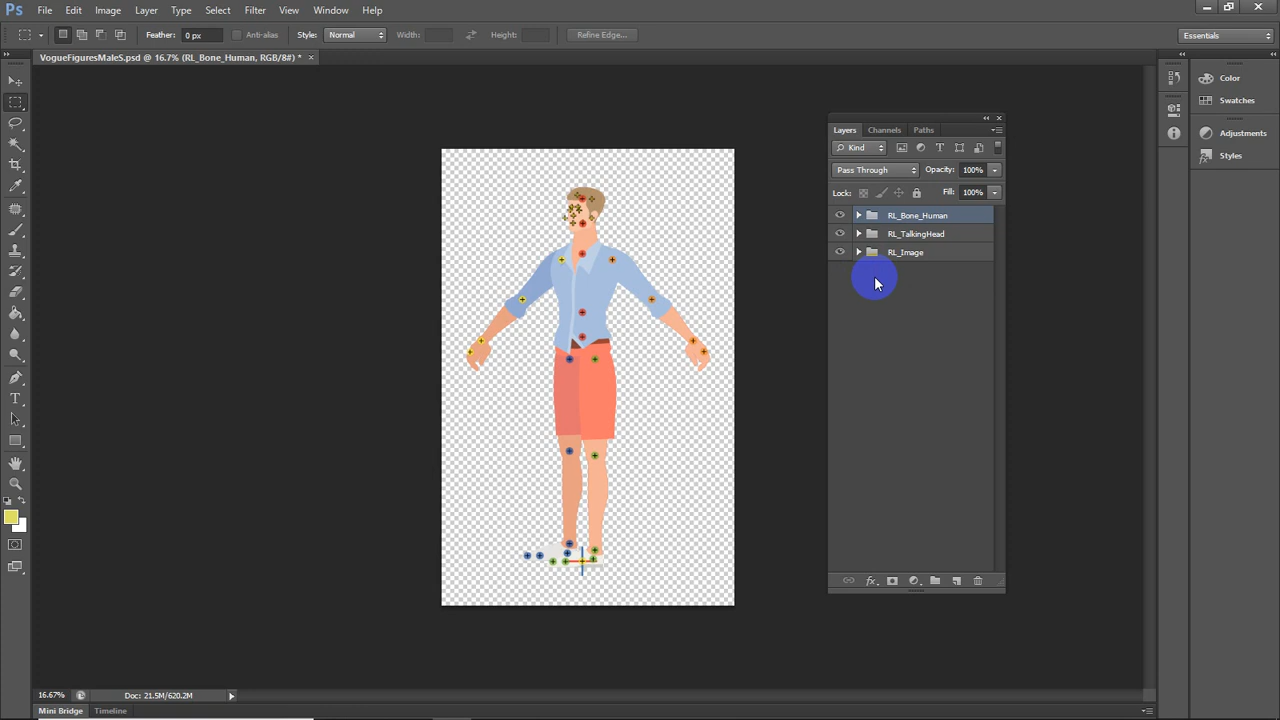 Ps File Edit Image Layer Type Select Filter View Window Help
Feather: 0 px Anti-alias Style: Normal Width: Height: Refine Edge... Essentials
VogueFiguresMaleS.psd @ 16.7% (RL_Bone_Human, RGB/8#) * ×
Color
Swatches
Adjustments
Styles
Layers Channels Paths
Kind
Pass Through Opacity: 100%
Lock: Fill: 100%
RL_Bone_Human
RL_TalkingHead
RL_Image
16.67% Doc: 21.5M/620.2M
Mini Bridge Timeline